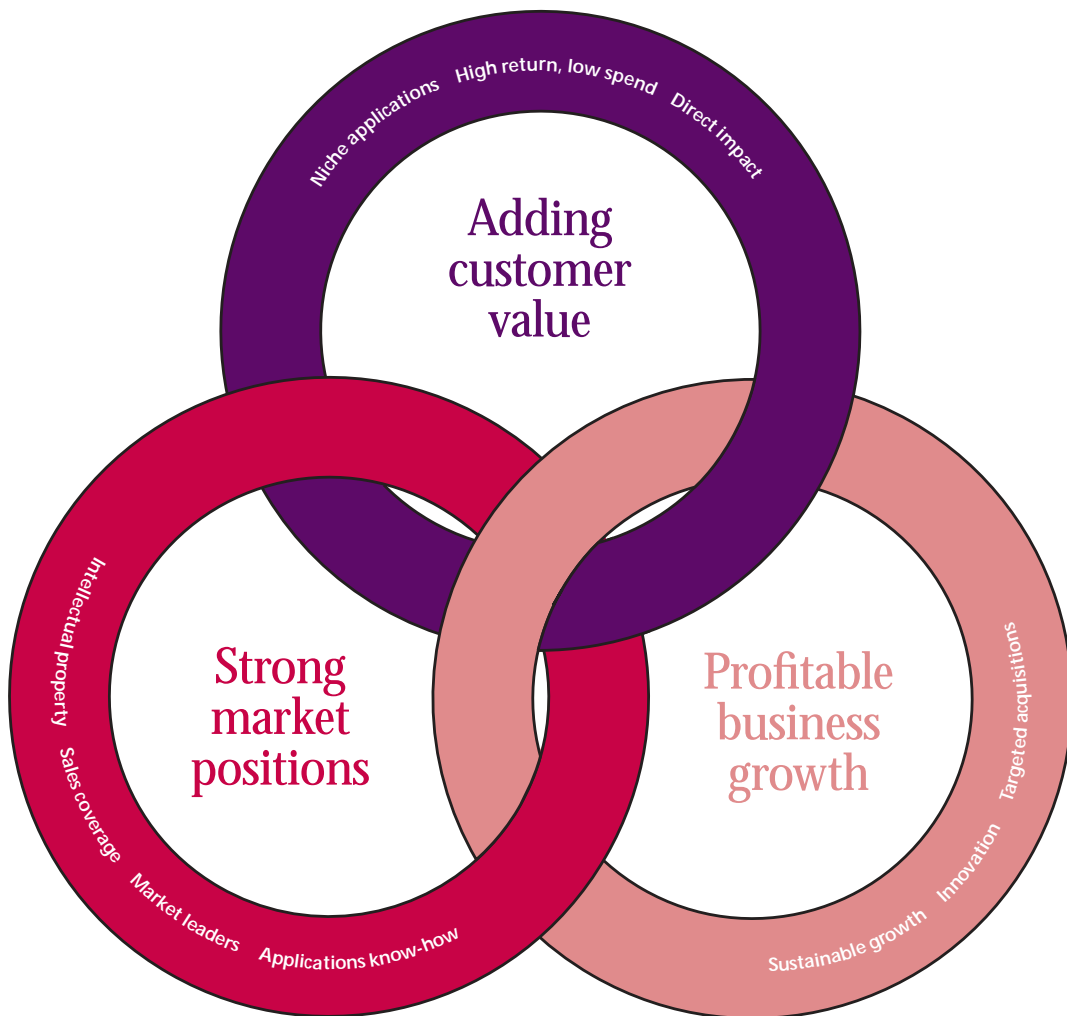 Niche applications High return, low spend Direct impact
Adding
customer
value
Intellectual property Sales coverage Market leaders Applications know-how
Strong
market
positions
Profitable
business
growth
Sustainable growth Innovation Targeted acquisitions